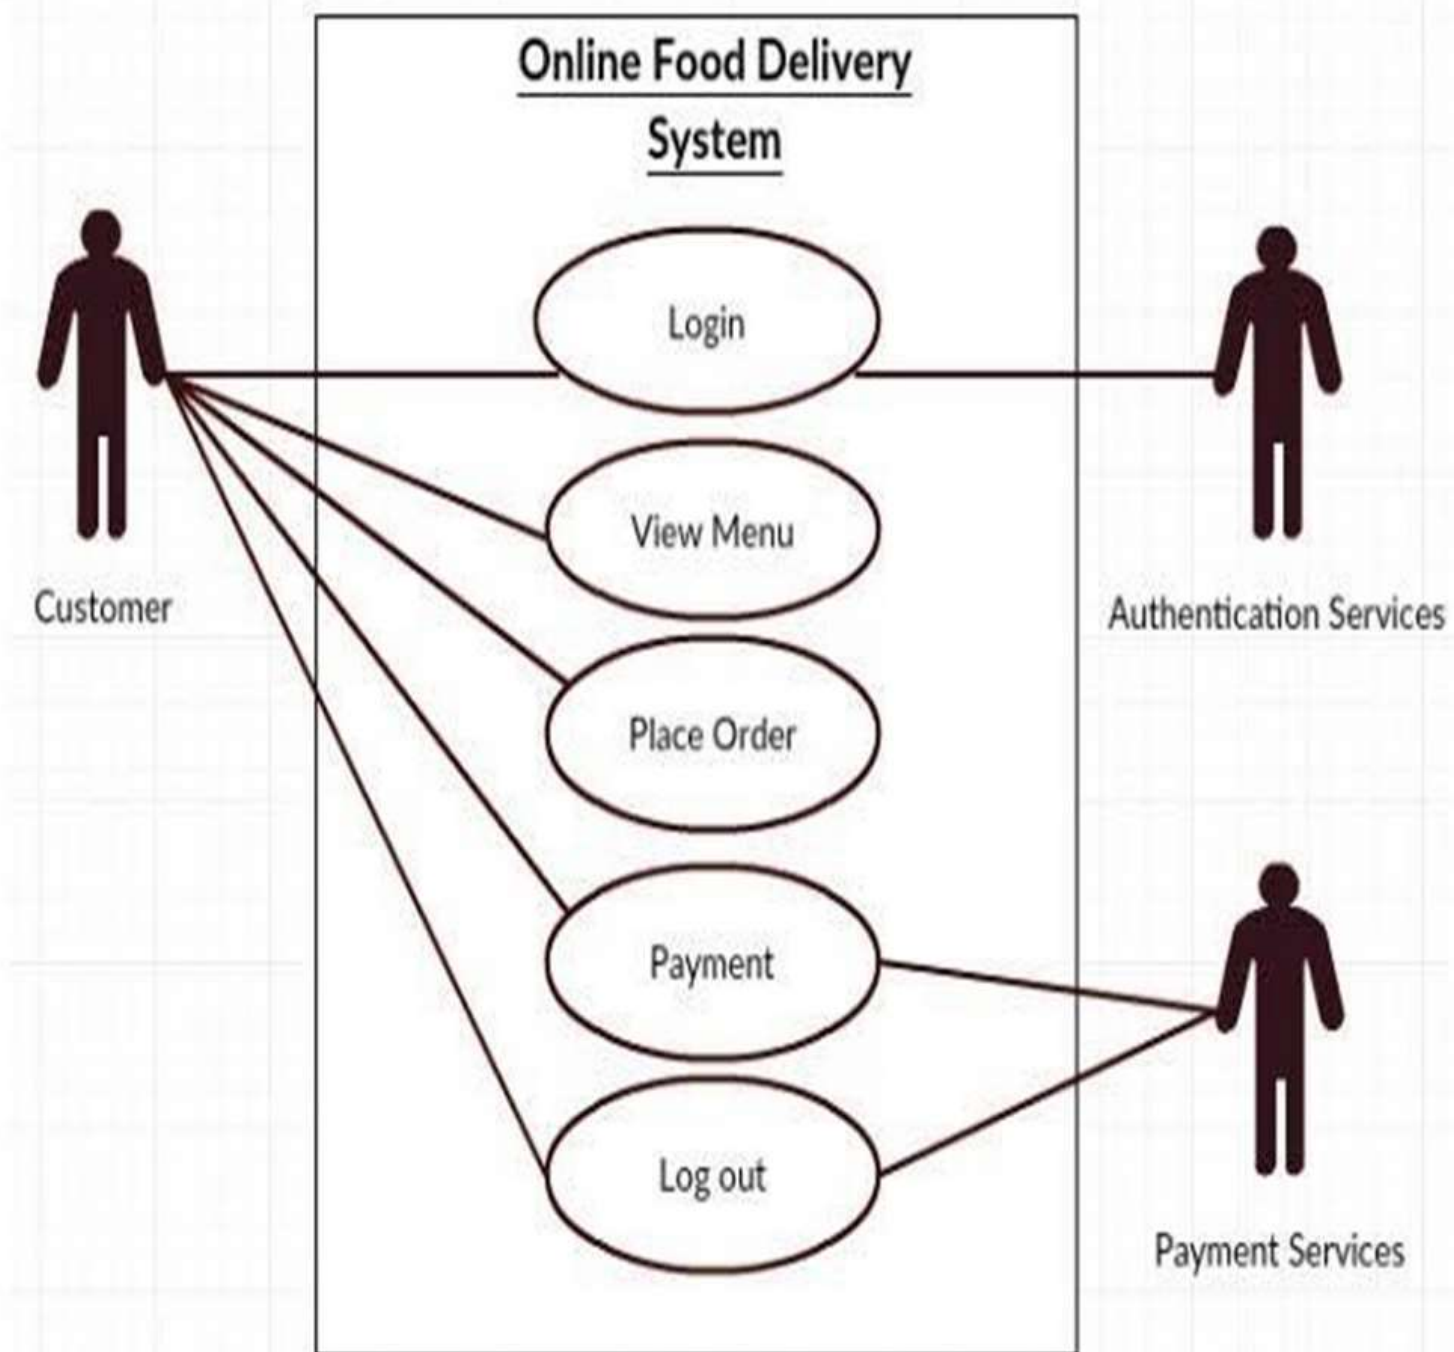 Online Food Delivery
System
Login
View Menu
Customer
Authentication Services
Place Order
Payment
Log out
Payment Services